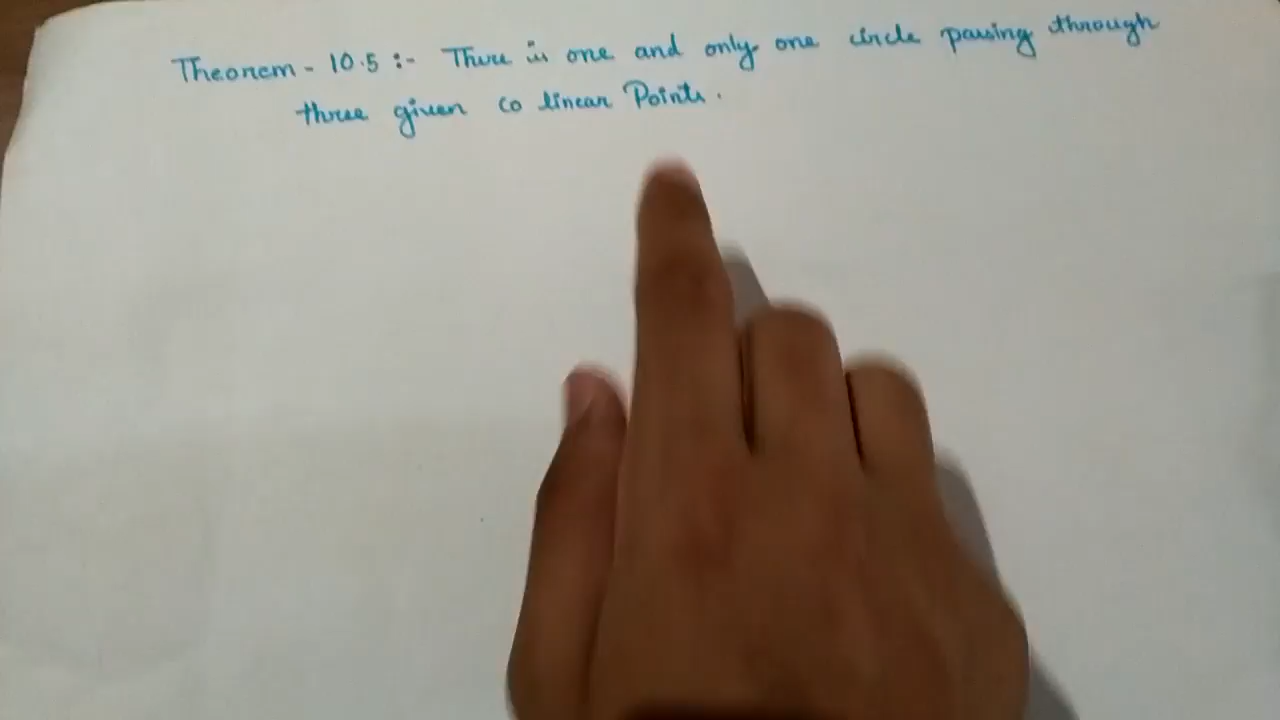 Theorem - 10.5 :- There is one and only one circle passing through
three given co linear Points.